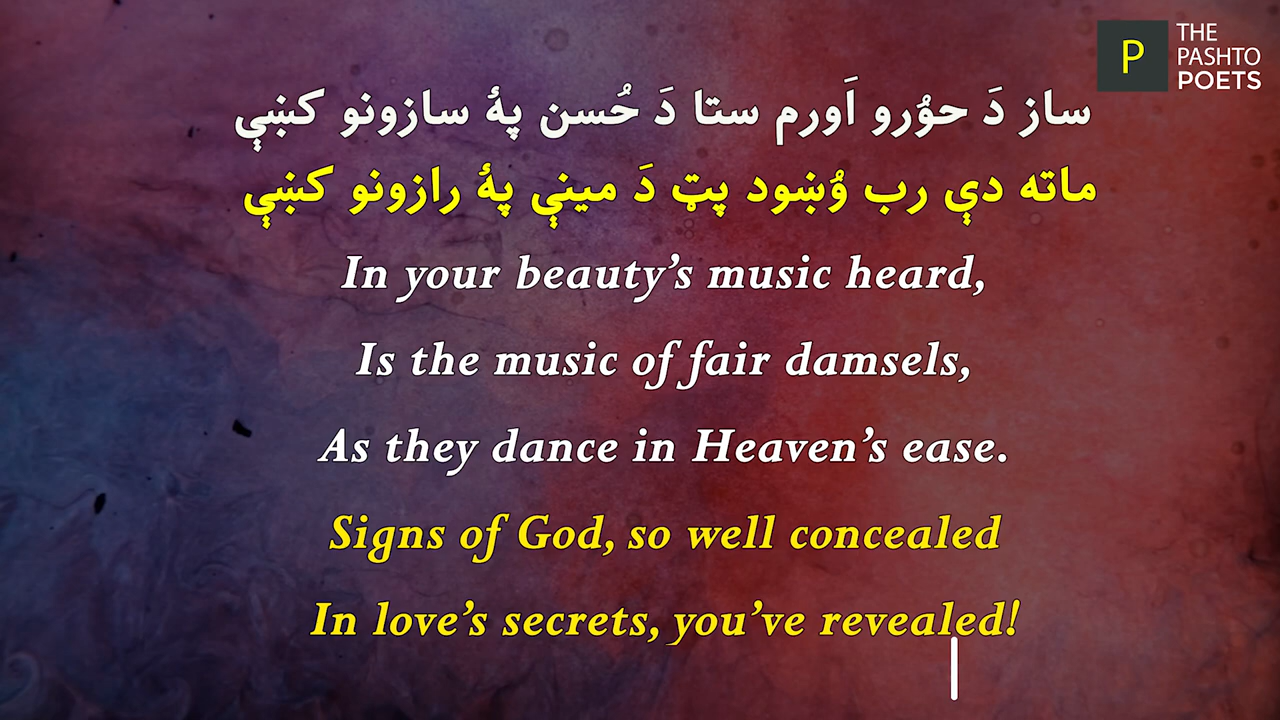 P
THE
PASHTO
POETS
ساز دَ حوُرو اَورم ستا دَ حُسن پهٔ سازونو کښې
ماته دې رب وُښود پټ دَ مينې پهٔ رازونو کښې
In your beauty’s music heard,
Is the music of fair damsels,
As they dance in Heaven’s ease.
Signs of God, so well concealed
In love’s secrets, you’ve revealed!